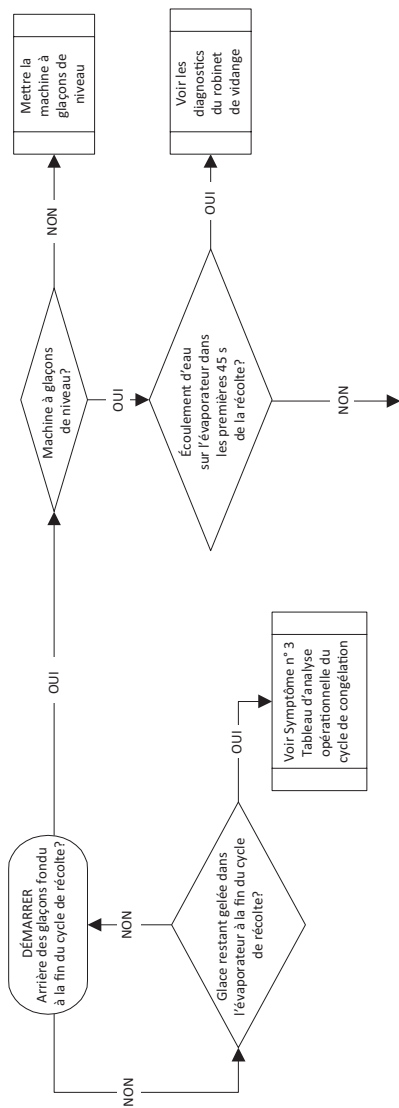 DÉMARRER
Arrière des glaçons fondu
à la fin du cycle de récolte?
OUI
Machine à glaçons
de niveau?
NON
Mettre la
machine à
glaçons de
niveau
NON
NON
OUI
Glace restant gelée dans
l'évaporateur à la fin du cycle
de récolte?
OUI
Voir Symptôme n° 3
Tableau d'analyse
opérationnelle du
cycle de congélation
Écoulement d'eau
sur l'évaporateur dans
les premières 45 s
de la récolte?
OUI
Voir les
diagnostics
du robinet
de vidange
NON